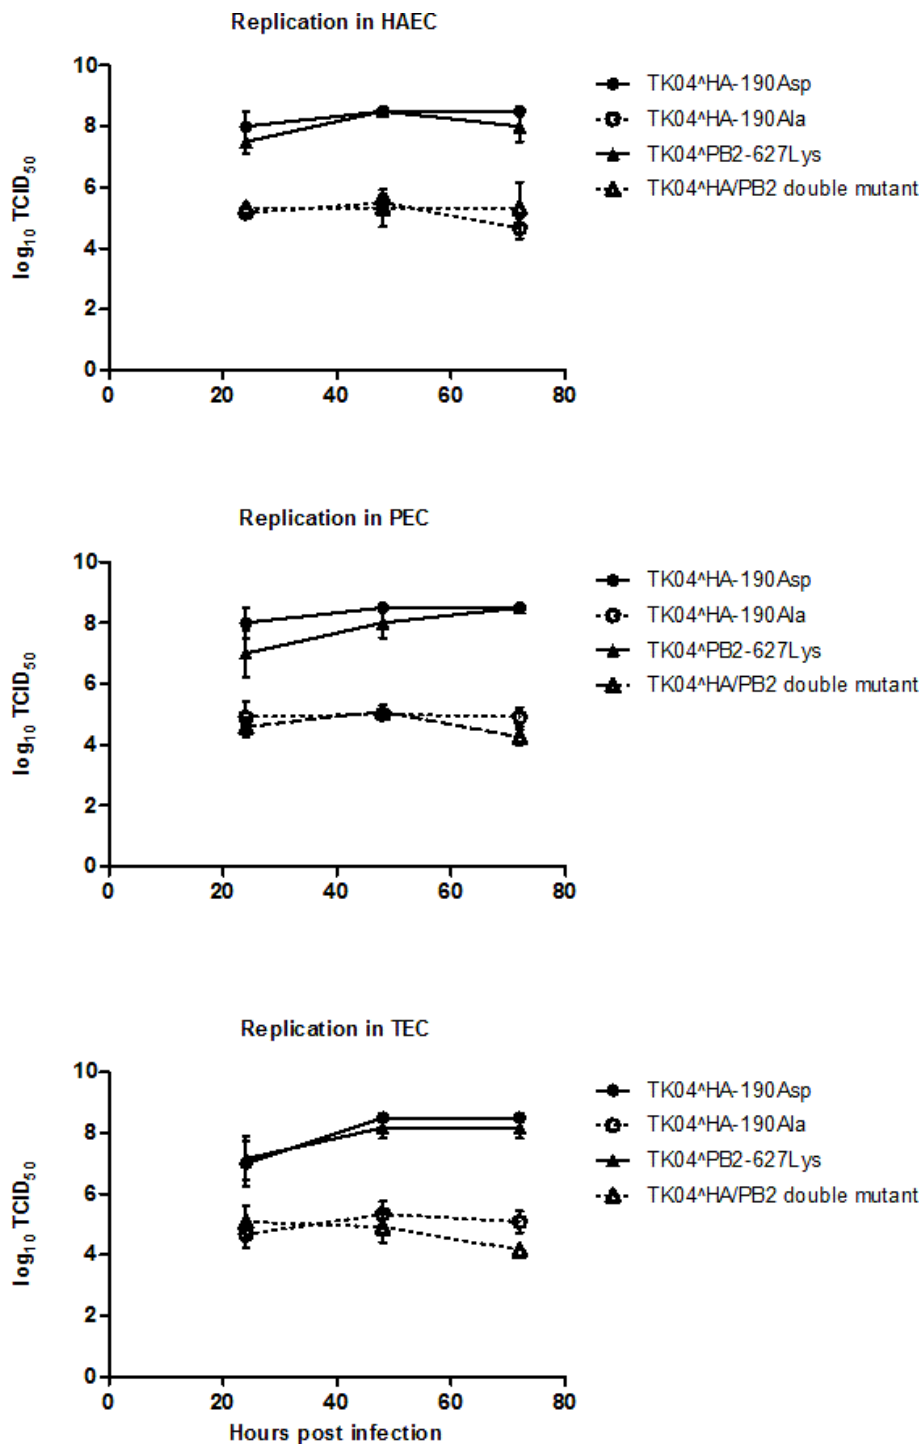 Replication in HAEC
log10 TCID50
10
8
6
4
2
0
0 20 40 60 80
TK04^HA-190Asp
TK04^HA-190Ala
TK04^PB2-627Lys
TK04^HA/PB2 double mutant
Replication in PEC
log10 TCID50
10
8
6
4
2
0
0 20 40 60 80
TK04^HA-190Asp
TK04^HA-190Ala
TK04^PB2-627Lys
TK04^HA/PB2 double mutant
Replication in TEC
log10 TCID50
10
8
6
4
2
0
0 20 40 60 80
Hours post infection
TK04^HA-190Asp
TK04^HA-190Ala
TK04^PB2-627Lys
TK04^HA/PB2 double mutant